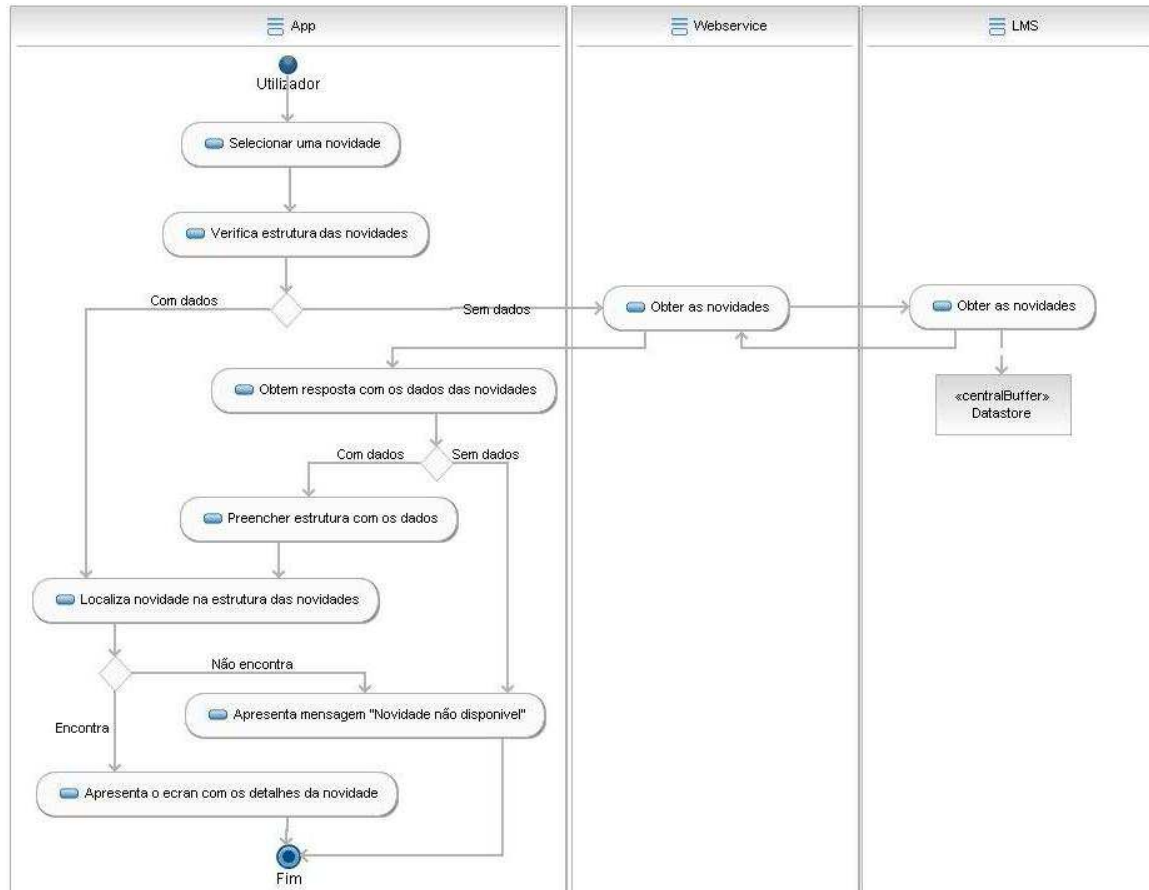 App
Webservice
LMS
Utilizador
Selecionar uma novidade
Verifica estrutura das novidades
Com dados
Sem dados
Obter as novidades
Obter as novidades
Obtem resposta com os dados das novidades
«centralBuffer»
Datastore
Com dados
Sem dados
Preencher estrutura com os dados
Localiza novidade na estrutura das novidades
Não encontra
Apresenta mensagem "Novidade não disponivel"
Encontra
Apresenta o ecran com os detalhes da novidade
Fim